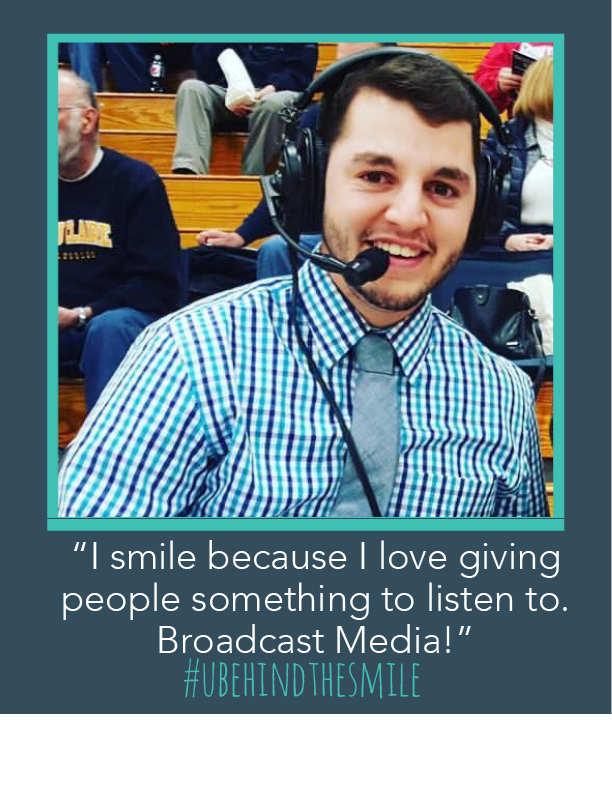 “I smile because I love giving
people something to listen to.
Broadcast Media!”
#UBEHINDTHESMILE